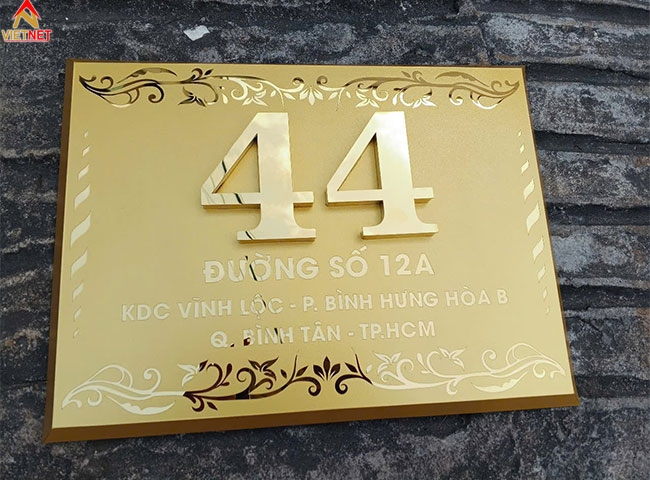 VIETNET
44
ĐƯỜNG SỐ 12A
KDC VĨNH LỘC - P. BÌNH HƯNG HÒA B
Q. BÌNH TÂN - TP.HCM